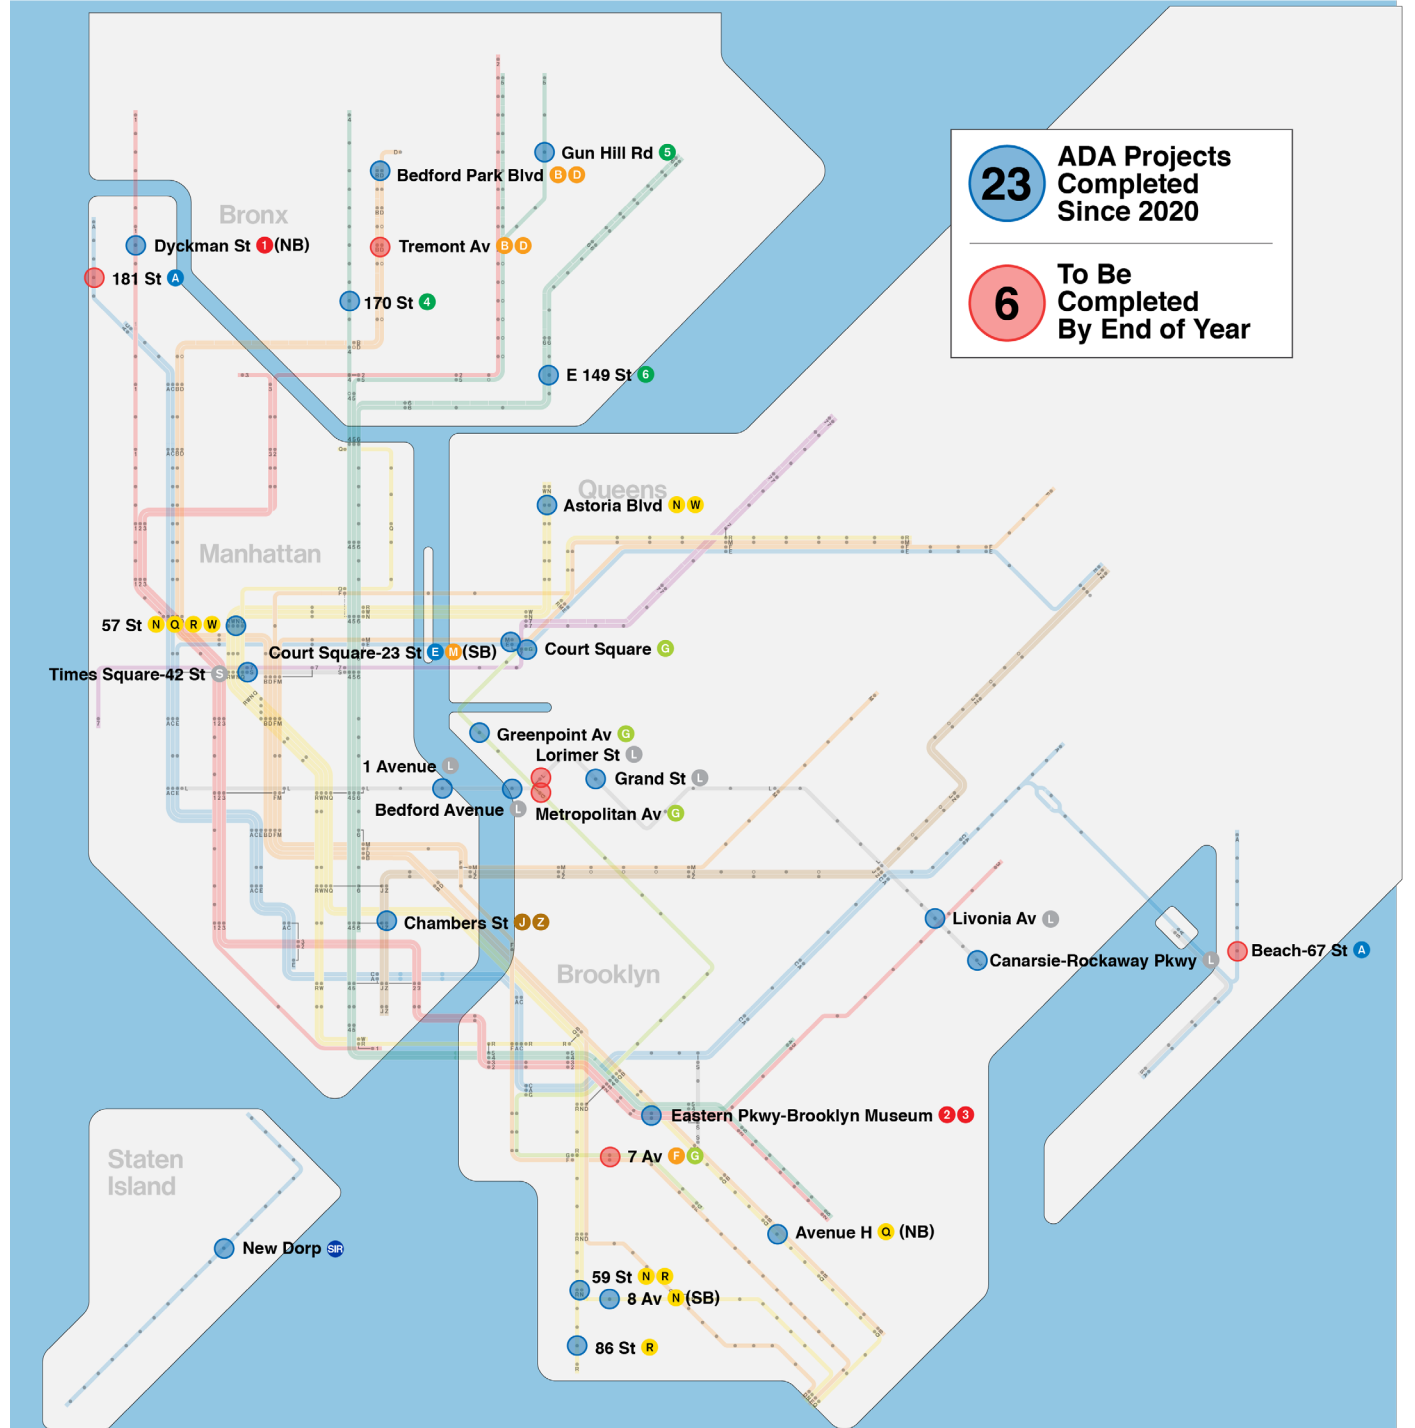 23
ADA Projects
Completed
Since 2020
6
To Be
Completed
By End of Year
Gun Hill Rd 5
Bedford Park Blvd B D
Bronx
Dyckman St 1 (NB)
Tremont Av B D
181 St A
170 St 4
E 149 St 6
Queens
Astoria Blvd N W
Manhattan
57 St N Q R W
Court Square-23 St E M (SB)
Court Square G
Times Square-42 St S
Greenpoint Av G
Lorimer St L
1 Avenue L
Grand St L
Bedford Avenue L
Metropolitan Av G
Chambers St J Z
Livonia Av L
Canarsie-Rockaway Pkwy L
Beach-67 St A
Brooklyn
Eastern Pkwy-Brooklyn Museum 2 3
7 Av F G
Staten
Island
Avenue H Q (NB)
New Dorp SIR
59 St N R
8 Av N (SB)
86 St R